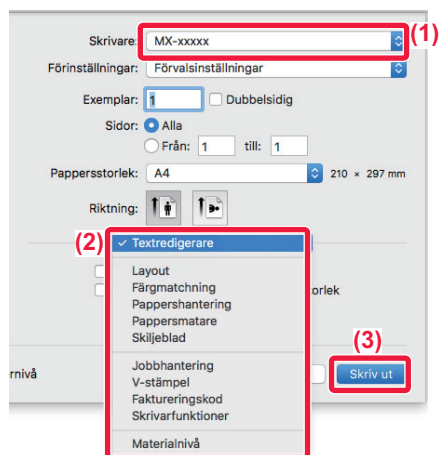 (1)
Skrivare: MX-xxxxx
Förinställningar: Förvalsinställningar
Exemplar: 1 Dubbelsidig
Sidor: Alla
Från: 1 till: 1
Pappersstorlek: A4 210 × 297 mm
Riktning:
(2)
✓ Textredigerare
Layout
Färgmatchning
orlek
Pappershantering
Pappersmatare
Skiljeblad
(3)
Jobbhantering
rnivå
Skriv ut
V-stämpel
Faktureringskod
Skrivarfunktioner
Materialnivå